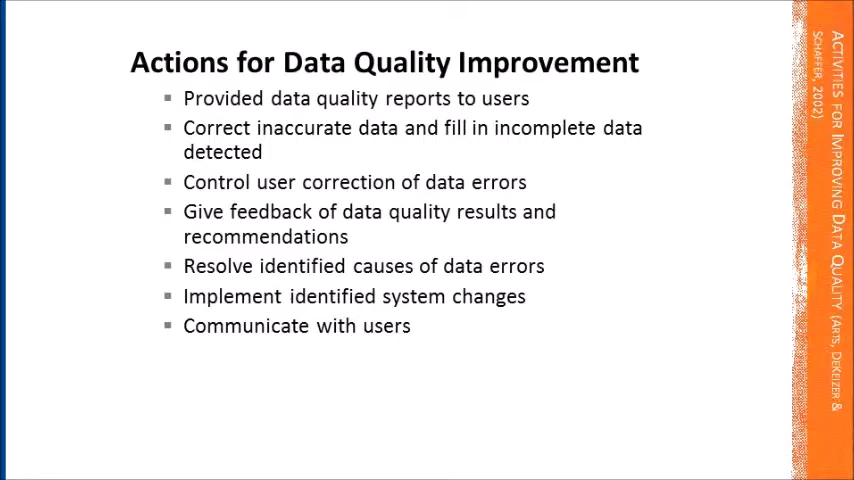 Actions for Data Quality Improvement
▪ Provided data quality reports to users
▪ Correct inaccurate data and fill in incomplete data
detected
▪ Control user correction of data errors
▪ Give feedback of data quality results and
recommendations
▪ Resolve identified causes of data errors
▪ Implement identified system changes
▪ Communicate with users
ACTIVITIES FOR IMPROVING DATA QUALITY (ARTS, DEKEIZER &
SCHAFFER, 2002)